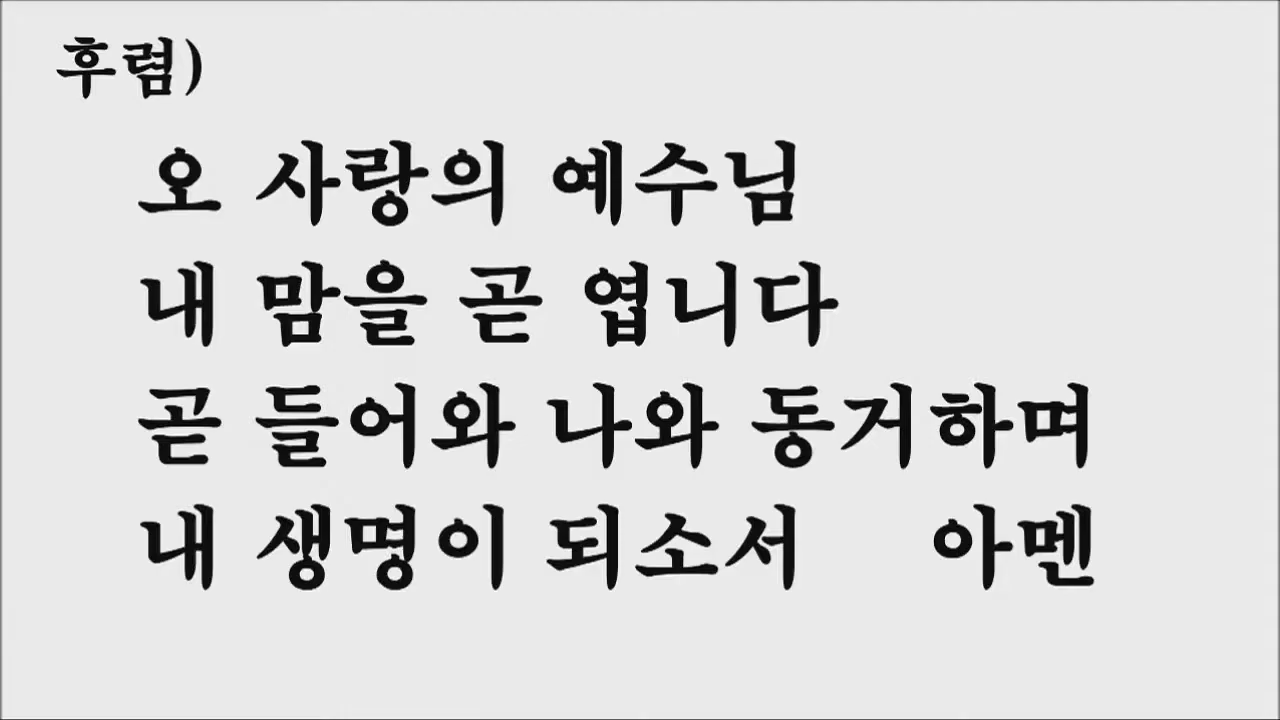 후렴)
오 사랑의 예수님
내 맘을 곧 엽니다
곧 들어와 나와 동거하며
내 생명이 되소서 아멘